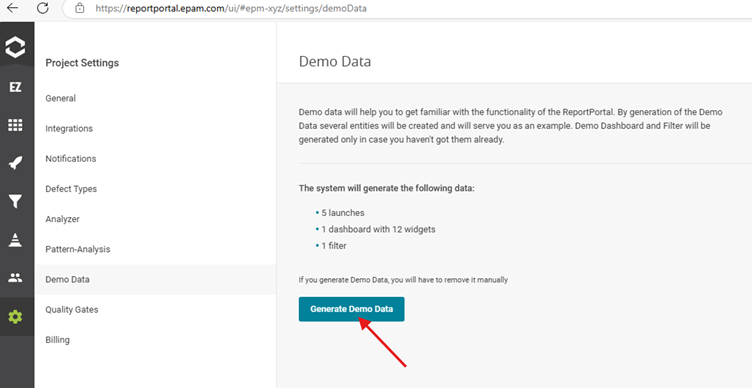 https://reportportal.epam.com/ui/#epm-xyz/settings/demoData
EZ
Project Settings
General
Integrations
Notifications
Defect Types
Analyzer
Pattern-Analysis
Demo Data
Quality Gates
Billing
Demo Data
Demo data will help you to get familiar with the functionality of the ReportPortal. By generation of the Demo
Data several entities will be created and will serve you as an example. Demo Dashboard and Filter will be
generated only in case you haven't got them already.
The system will generate the following data:
• 5 launches
• 1 dashboard with 12 widgets
• 1 filter
If you generate Demo Data, you will have to remove it manually
Generate Demo Data